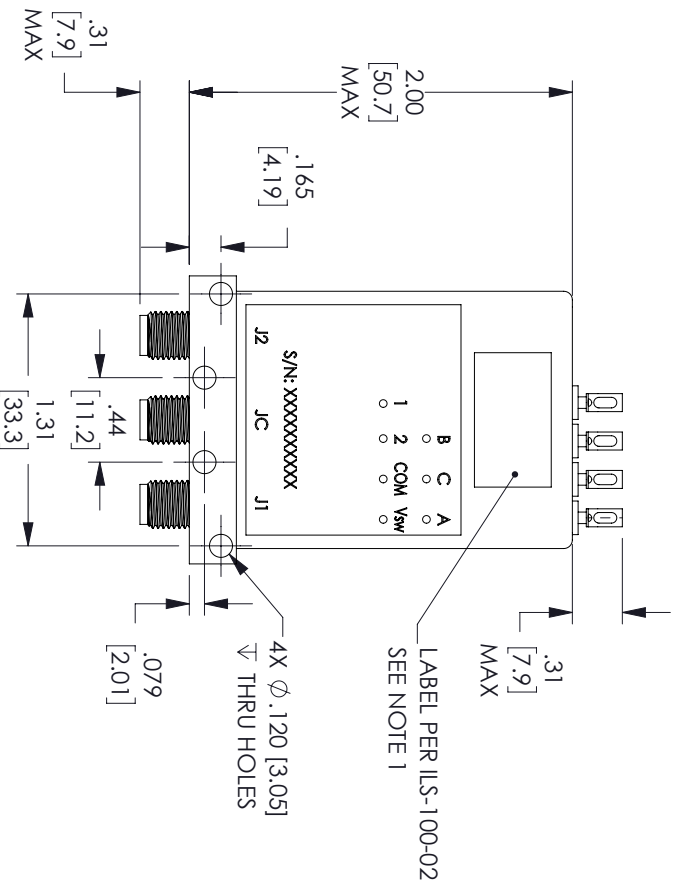 .31
[7.9]
MAX
2.00
[50.7]
MAX
.165
[4.19]
.31
[7.9]
MAX
LABEL PER ILS-100-02
SEE NOTE 1
B C A
1 2 COM Vsw
S/N: XXXXXXXXXX
J2 JC J1
4X ∅ .120 [3.05]
↧ THRU HOLES
.079
[2.01]
.44
[11.2]
1.31
[33.3]